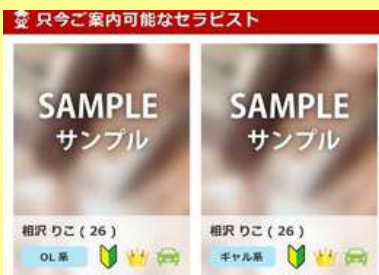 只今ご案内可能なセラピスト
SAMPLE
サンプル
相沢 りこ ( 26 )
OL 系
SAMPLE
サンプル
相沢 りこ ( 26 )
ギャル系